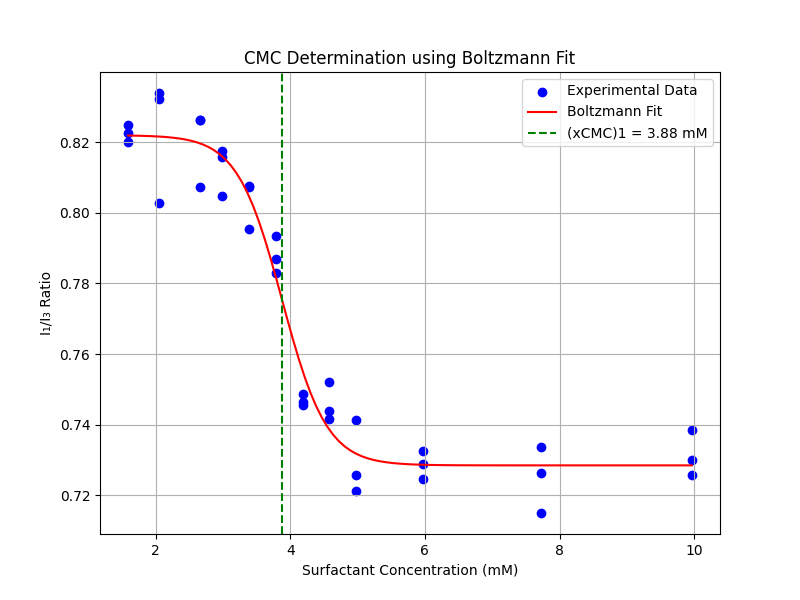 CMC Determination using Boltzmann Fit
Experimental Data
Boltzmann Fit
(xCMC)1 = 3.88 mM
I₁/I₃ Ratio
0.82
0.80
0.78
0.76
0.74
0.72
2
4
6
8
10
Surfactant Concentration (mM)